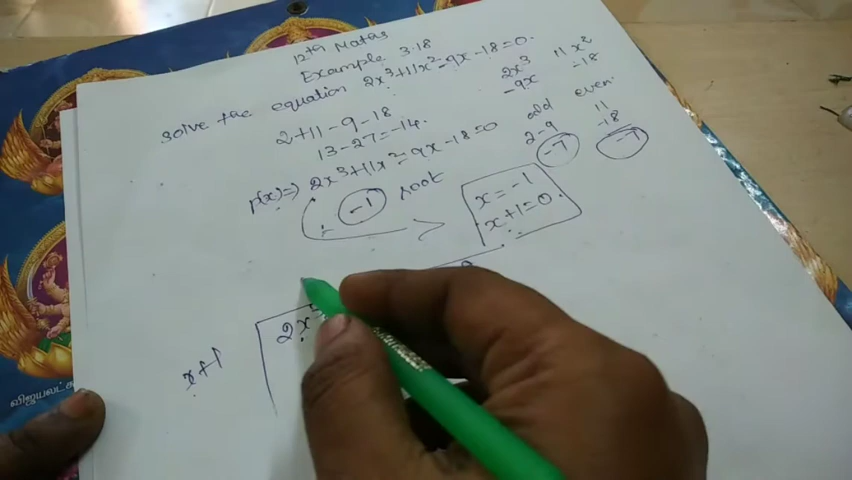 12th Maths
Example 3.18
solve the equation 2x³+11x²-9x-18=0.
2+11-9-18
13-27=-14.
p(x)=> 2x³+11x²-9x-18=0
-1 root
x=-1
x+1=0.
2x³ 11x²
-9x -18
odd even
2-9 11
-7 -18
-7
x+1 2x³
விஜயலட்